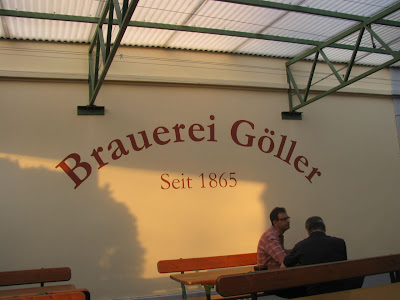 Brauerei Göller
Seit 1865